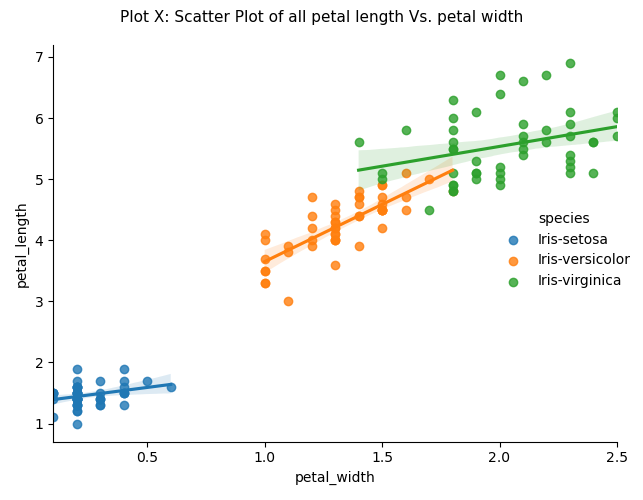 Plot X: Scatter Plot of all petal length Vs. petal width
7
6
5
4
3
2
1
petal_length
species
Iris-setosa
Iris-versicolor
Iris-virginica
0.5
1.0
1.5
2.0
2.5
petal_width